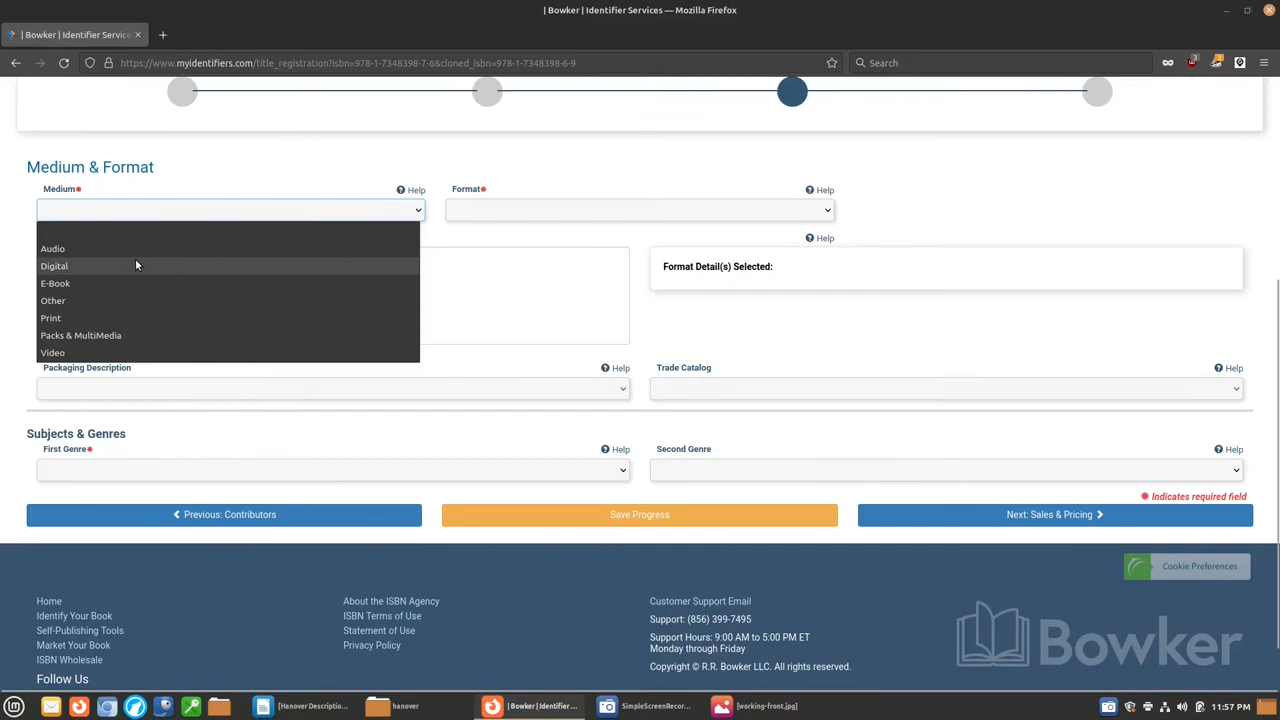 | Bowker | Identifier Services — Mozilla Firefox
| Bowker | Identifier Service
https://www.myidentifiers.com/title_registration?isbn=978-1-7348398-7-6&cloned_isbn=978-1-7348398-6-9
Search
Medium & Format
Medium* Help Format* Help
Help
Audio
Digital
E-Book
Other
Print
Packs & MultiMedia
Video
Format Detail(s) Selected:
Packaging Description Help Trade Catalog Help
Subjects & Genres
First Genre* Help Second Genre Help
* Indicates required field
Previous: Contributors Save Progress Next: Sales & Pricing
Cookie Preferences
Home
Identify Your Book
Self-Publishing Tools
Market Your Book
ISBN Wholesale
Follow Us
About the ISBN Agency
ISBN Terms of Use
Statement of Use
Privacy Policy
Customer Support Email
Support: (856) 399-7495
Support Hours: 9:00 AM to 5:00 PM ET
Monday through Friday
Copyright © R.R. Bowker LLC. All rights reserved.
Bowker
[Hanover Descriptio... hanover | Bowker | Identifier ... SimpleScreenRecor... [working-front.jpg] 11:57 PM